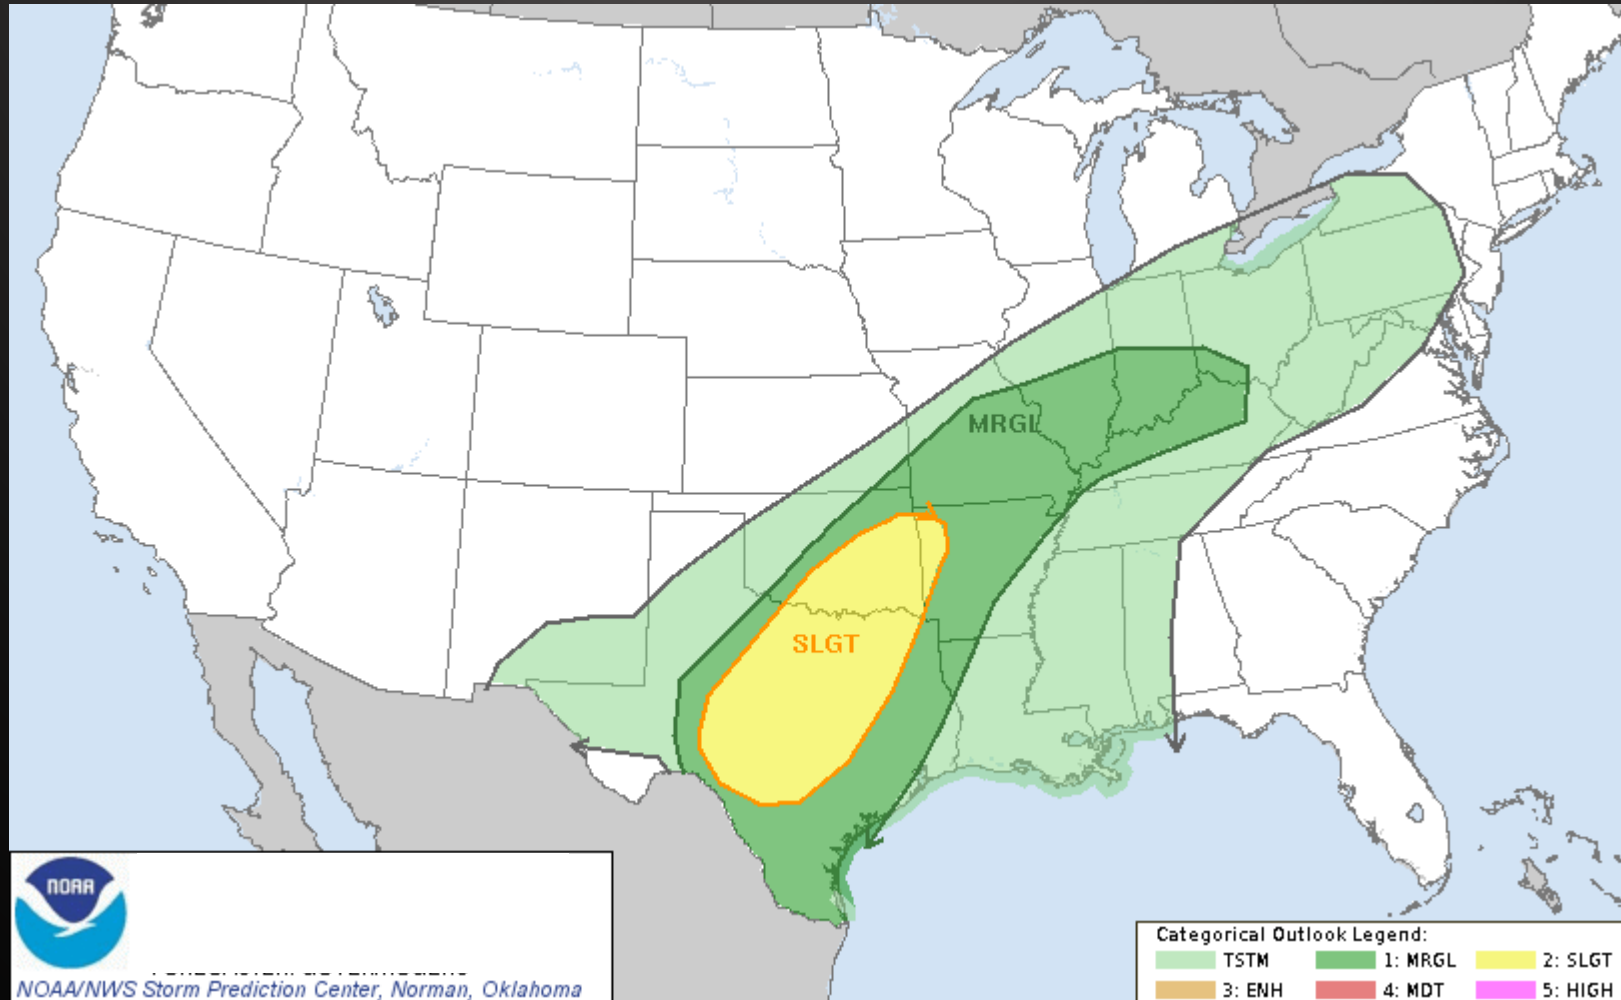 MRGL
SLGT
NOAA
NOAA/NWS Storm Prediction Center, Norman, Oklahoma
Categorical Outlook Legend:
TSTM 1: MRGL 2: SLGT
3: ENH 4: MDT 5: HIGH